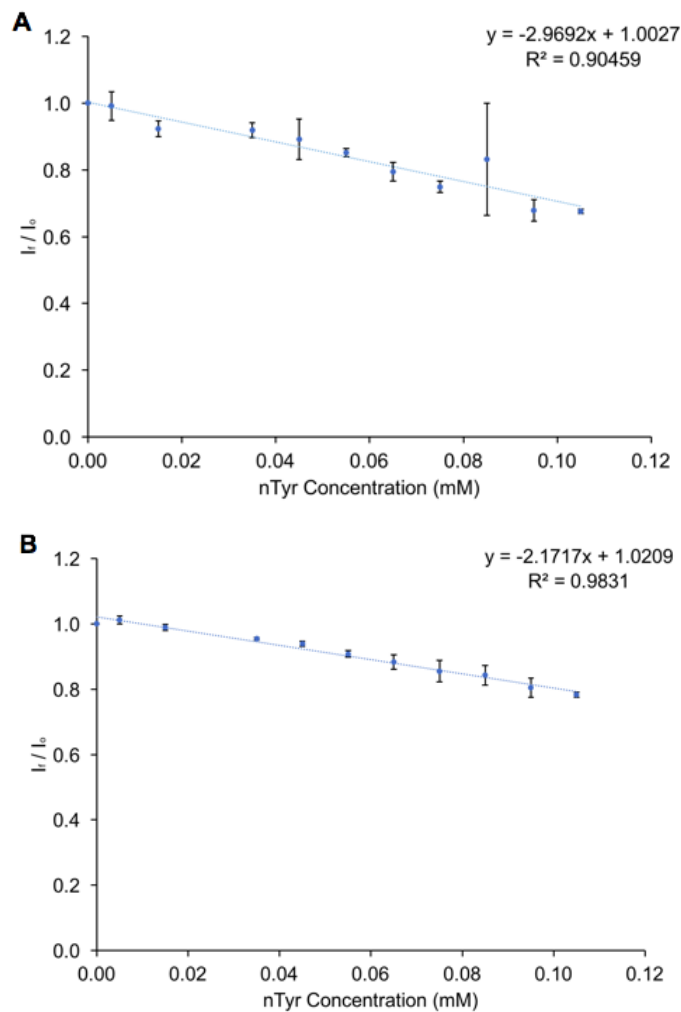 A
y = -2.9692x + 1.0027
R² = 0.90459
1.2
1.0
0.8
0.6
0.4
0.2
0.0
If / Io
0.00 0.02 0.04 0.06 0.08 0.10 0.12
nTyr Concentration (mM)
B
y = -2.1717x + 1.0209
R² = 0.9831
1.2
1.0
0.8
0.6
0.4
0.2
0.0
If / Io
0.00 0.02 0.04 0.06 0.08 0.10 0.12
nTyr Concentration (mM)